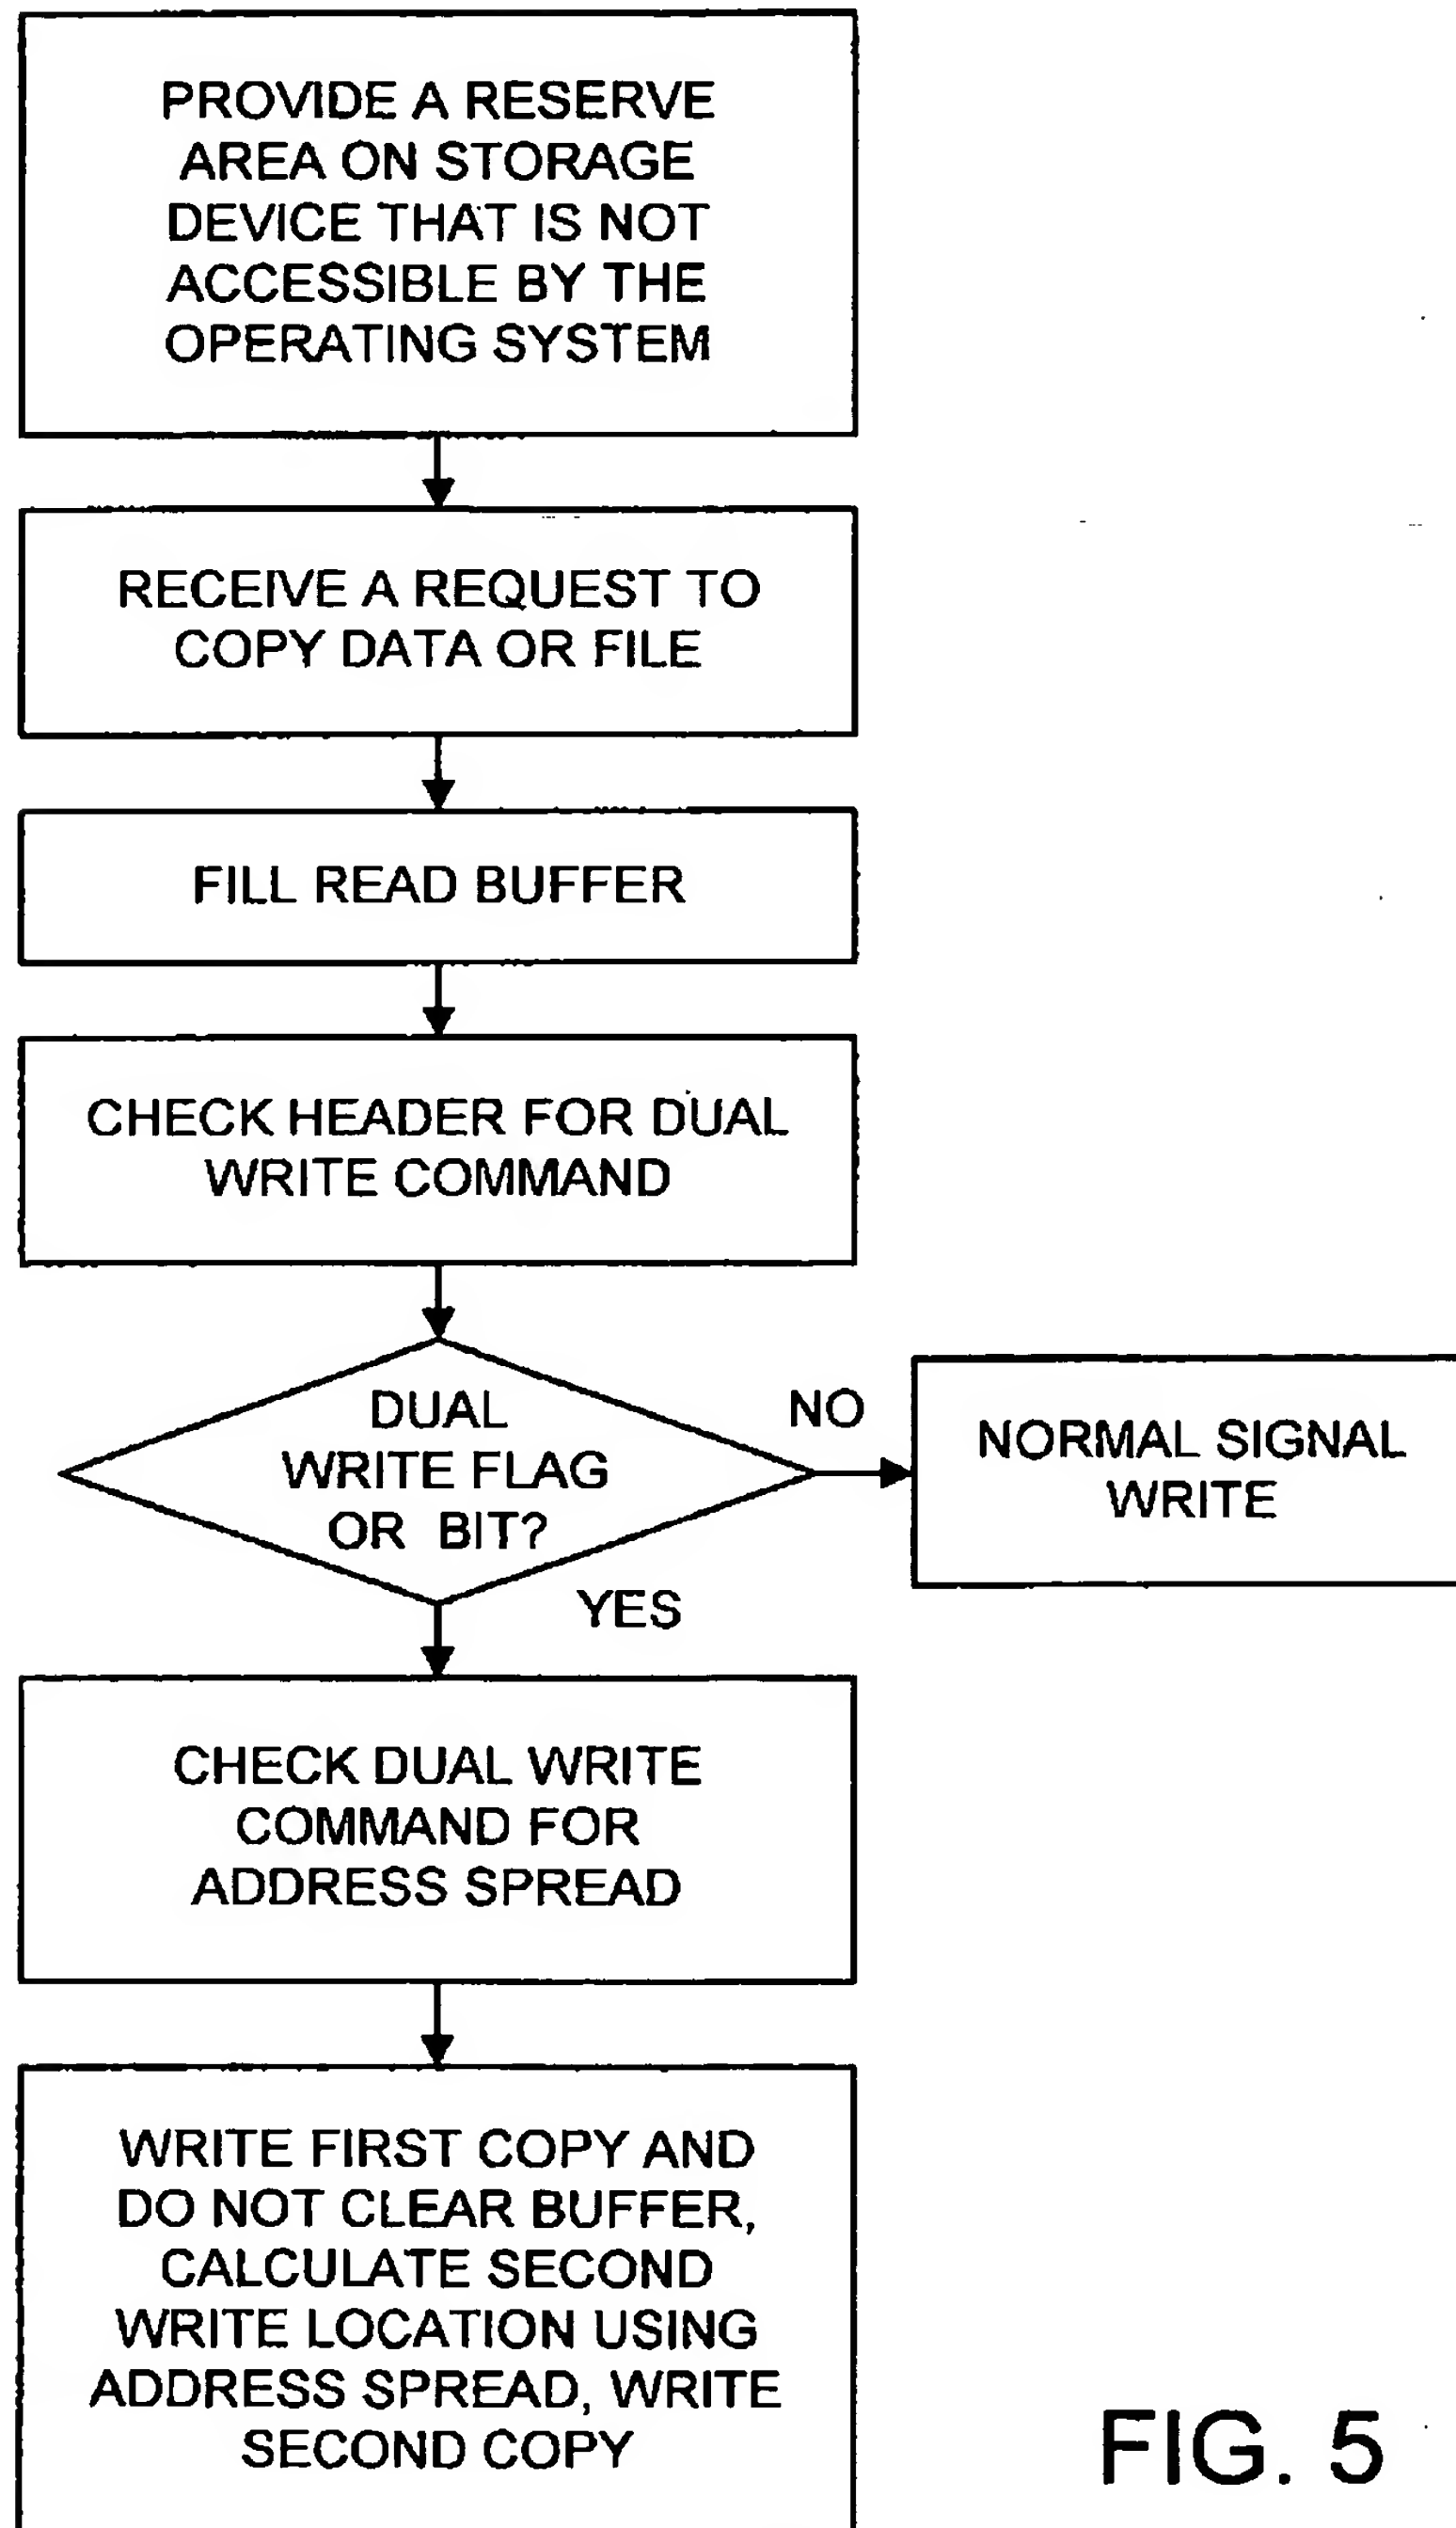 PROVIDE A RESERVE
AREA ON STORAGE
DEVICE THAT IS NOT
ACCESSIBLE BY THE
OPERATING SYSTEM
RECEIVE A REQUEST TO
COPY DATA OR FILE
FILL READ BUFFER
CHECK HEADER FOR DUAL
WRITE COMMAND
DUAL
WRITE FLAG
OR BIT?
NO
NORMAL SIGNAL
WRITE
YES
CHECK DUAL WRITE
COMMAND FOR
ADDRESS SPREAD
WRITE FIRST COPY AND
DO NOT CLEAR BUFFER,
CALCULATE SECOND
WRITE LOCATION USING
ADDRESS SPREAD, WRITE
SECOND COPY
FIG. 5